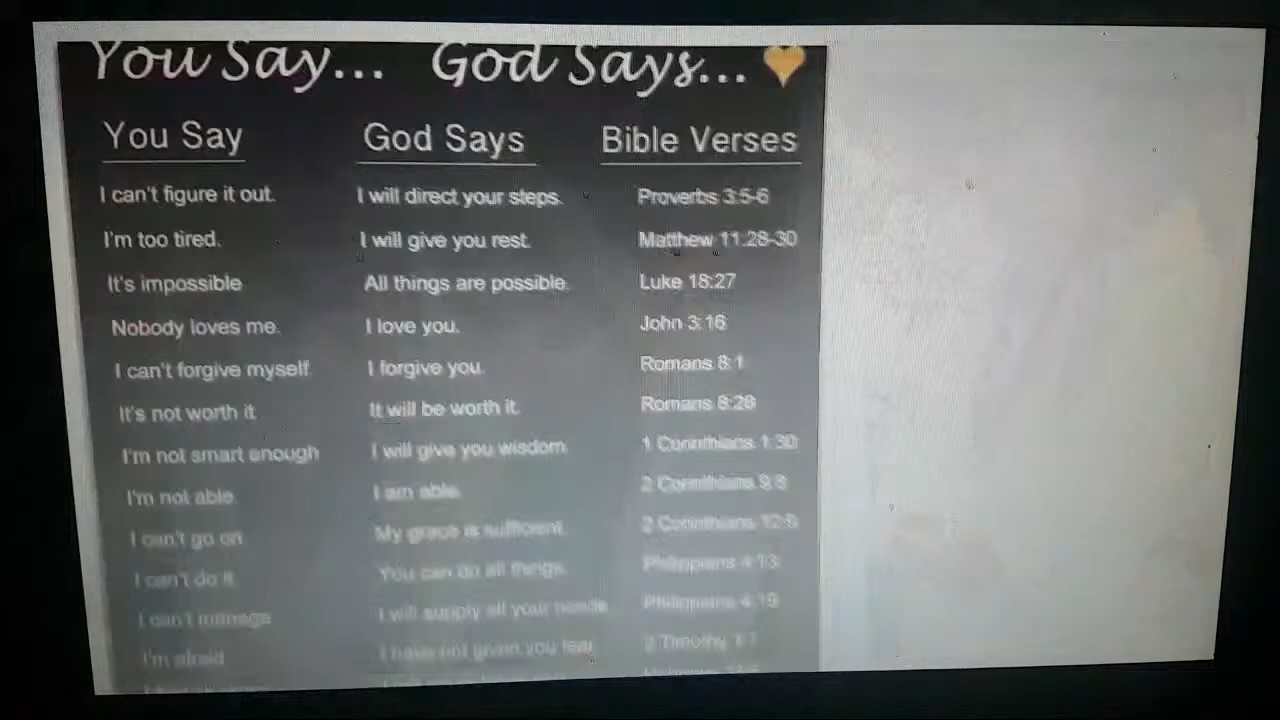 You Say... God Says...
You Say God Says Bible Verses
I can't figure it out. I will direct your steps. Proverbs 3:5-6
I'm too tired. I will give you rest. Matthew 11:28-30
It's impossible All things are possible. Luke 18:27
Nobody loves me. I love you. John 3:16
I can't forgive myself I forgive you. Romans 8:1
It's not worth it It will be worth it. Romans 8:28
I'm not smart enough I will give you wisdom. 1 Corinthians 1:30
I'm not able. I am able. 2 Corinthians 9:8
I can't go on. My grace is sufficient. 2 Corinthians
I can't do it. You can do all things. Philippians 4:13
I can't manage I will supply all your needs Philippians 4:19
I'm afraid I have not given you fear 2 Timothy 1:7